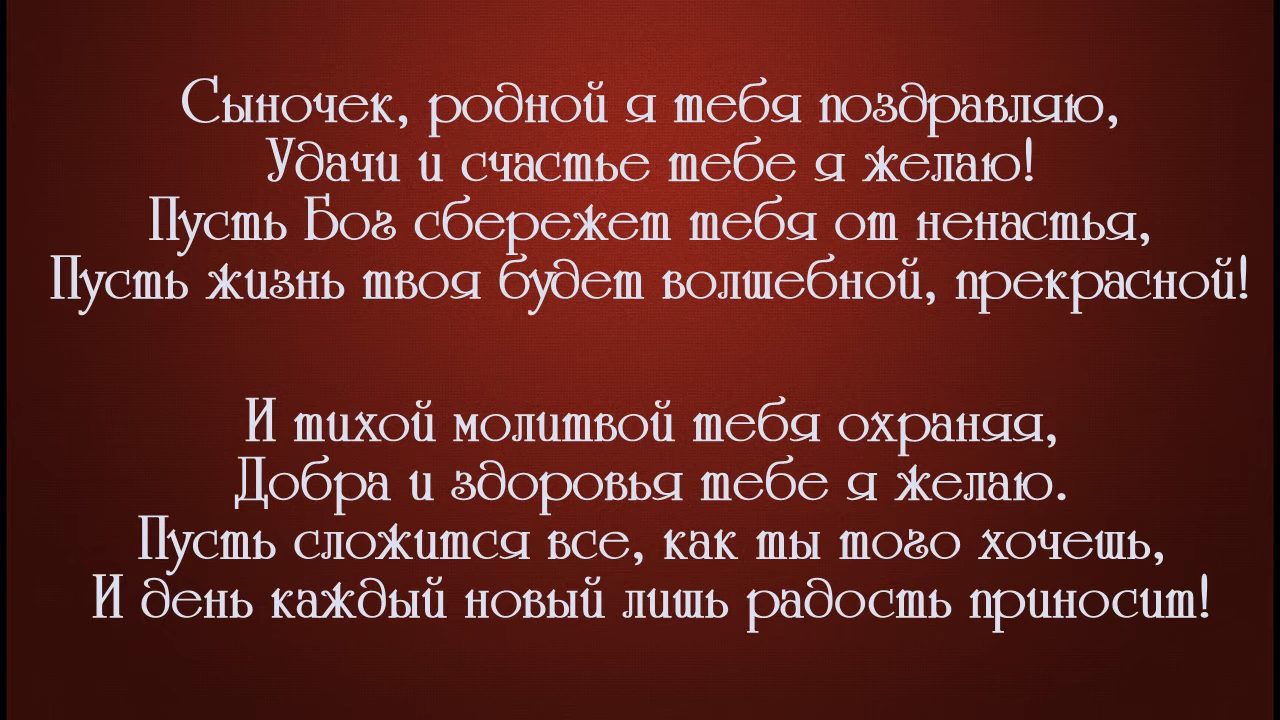 Сыночек, родной я тебя поздравляю,
Удачи и счастье тебе я желаю!
Пусть Бог сбережет тебя от ненастья,
Пусть жизнь твоя будет волшебной, прекрасной!
И тихой молитвой тебя охраняя,
Добра и здоровья тебе я желаю.
Пусть сложится все, как ты того хочешь,
И день каждый новый лишь радость приносит!